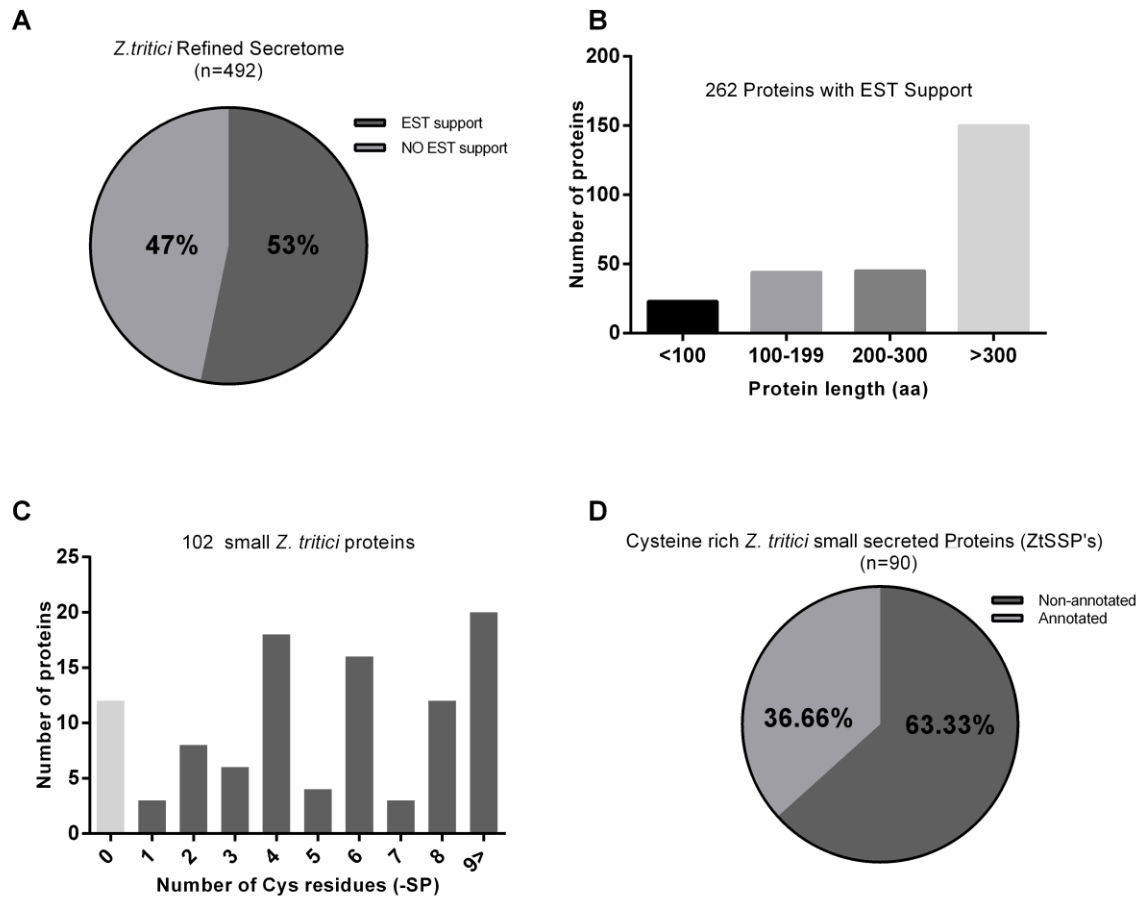 A
Z.tritici Refined Secretome
(n=492)
EST support
NO EST support
47%
53%
B
262 Proteins with EST Support
Number of proteins
200
150
100
50
0
<100 100-199 200-300 >300
Protein length (aa)
C
102 small Z. tritici proteins
Number of proteins
25
20
15
10
5
0
0 1 2 3 4 5 6 7 8 9>
Number of Cys residues (-SP)
D
Cysteine rich Z. tritici small secreted Proteins (ZtSSP's)
(n=90)
Non-annotated
Annotated
36.66%
63.33%